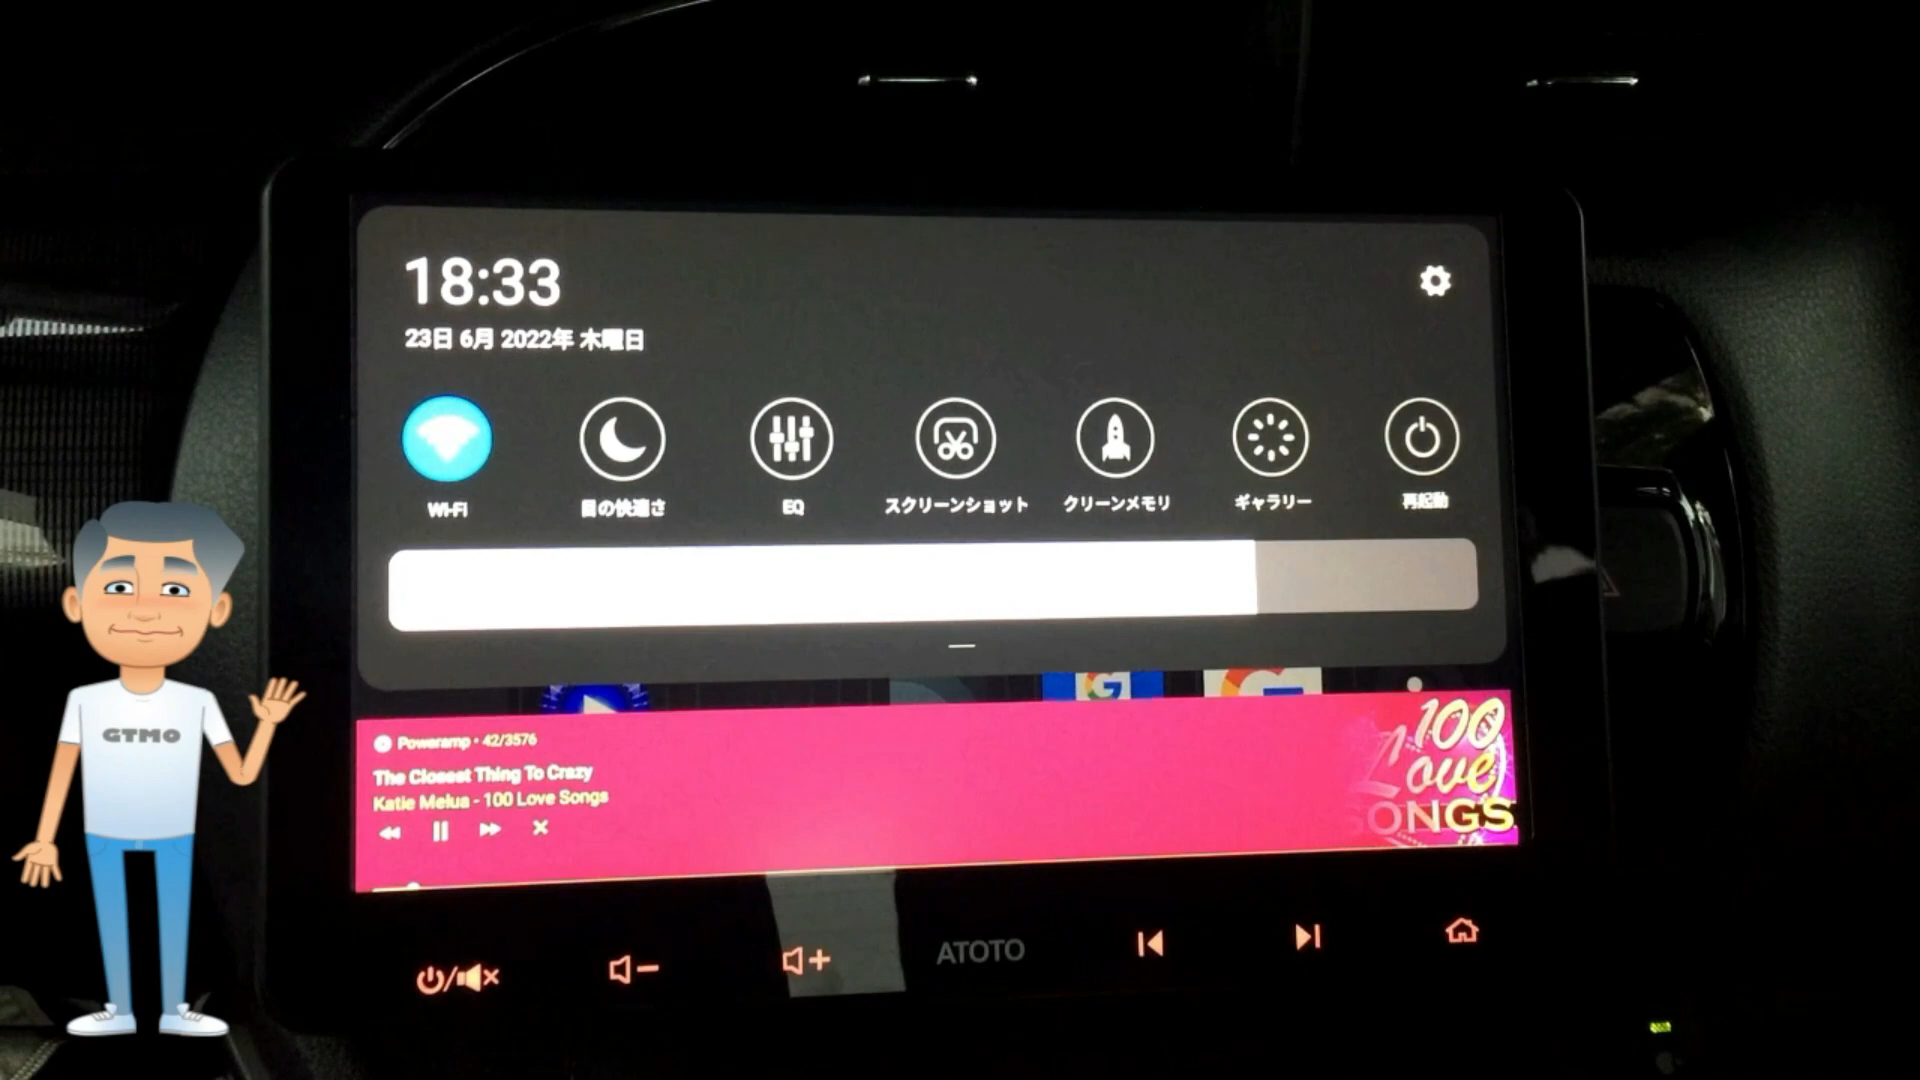 18:33
23日 6月 2022年 木曜日
Wi-Fi
目の快適さ
EQ
スクリーンショット
クリーンメモリ
ギャラリー
再起動
Poweramp • 42/3576
The Closest Thing To Crazy
Katie Melua - 100 Love Songs
100
Love
SONGS
ATOTO
GTMO